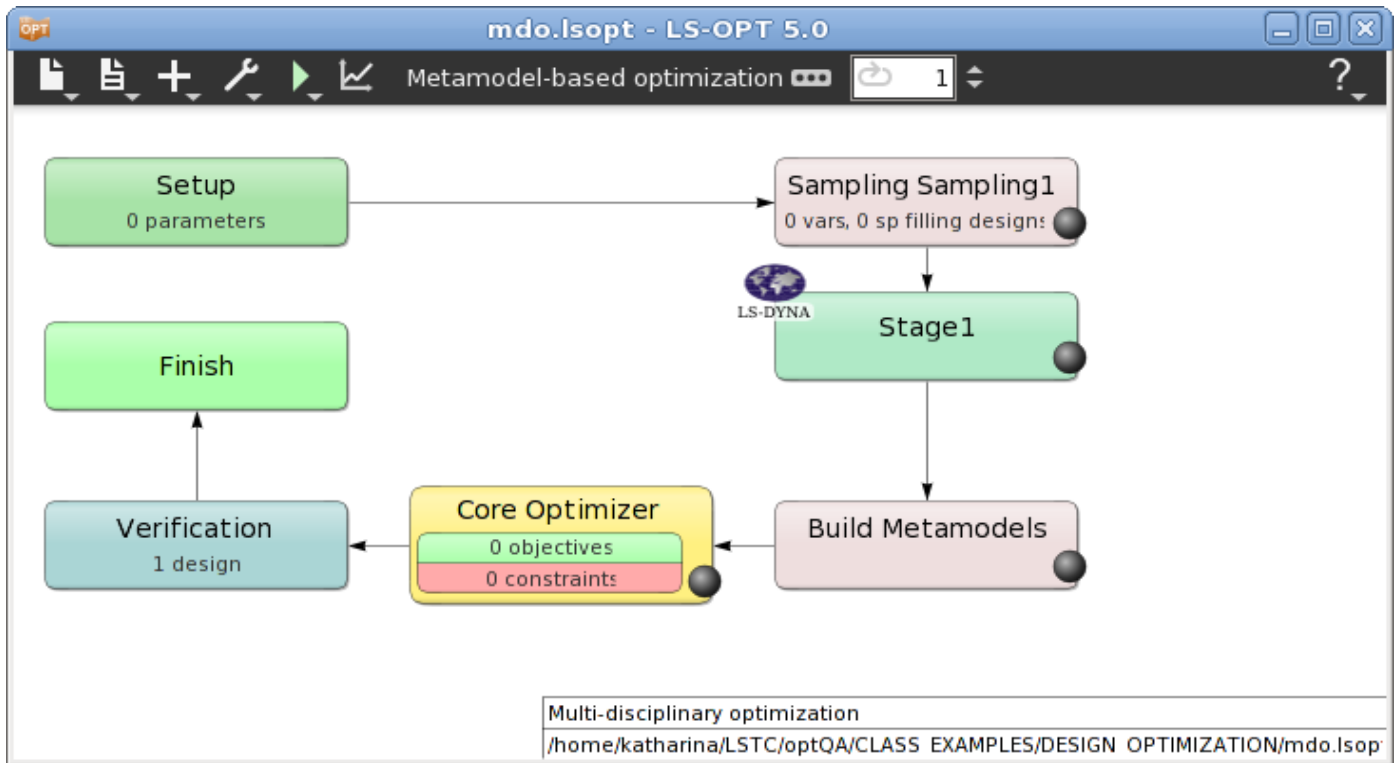 OPT
mdo.lsopt - LS-OPT 5.0
Metamodel-based optimization
1
?
Setup
0 parameters
Sampling Sampling1
0 vars, 0 sp filling designs
LS-DYNA
Stage1
Finish
Verification
1 design
Core Optimizer
0 objectives
0 constraints
Build Metamodels
Multi-disciplinary optimization
/home/katharina/LSTC/optQA/CLASS_EXAMPLES/DESIGN_OPTIMIZATION/mdo.lsop